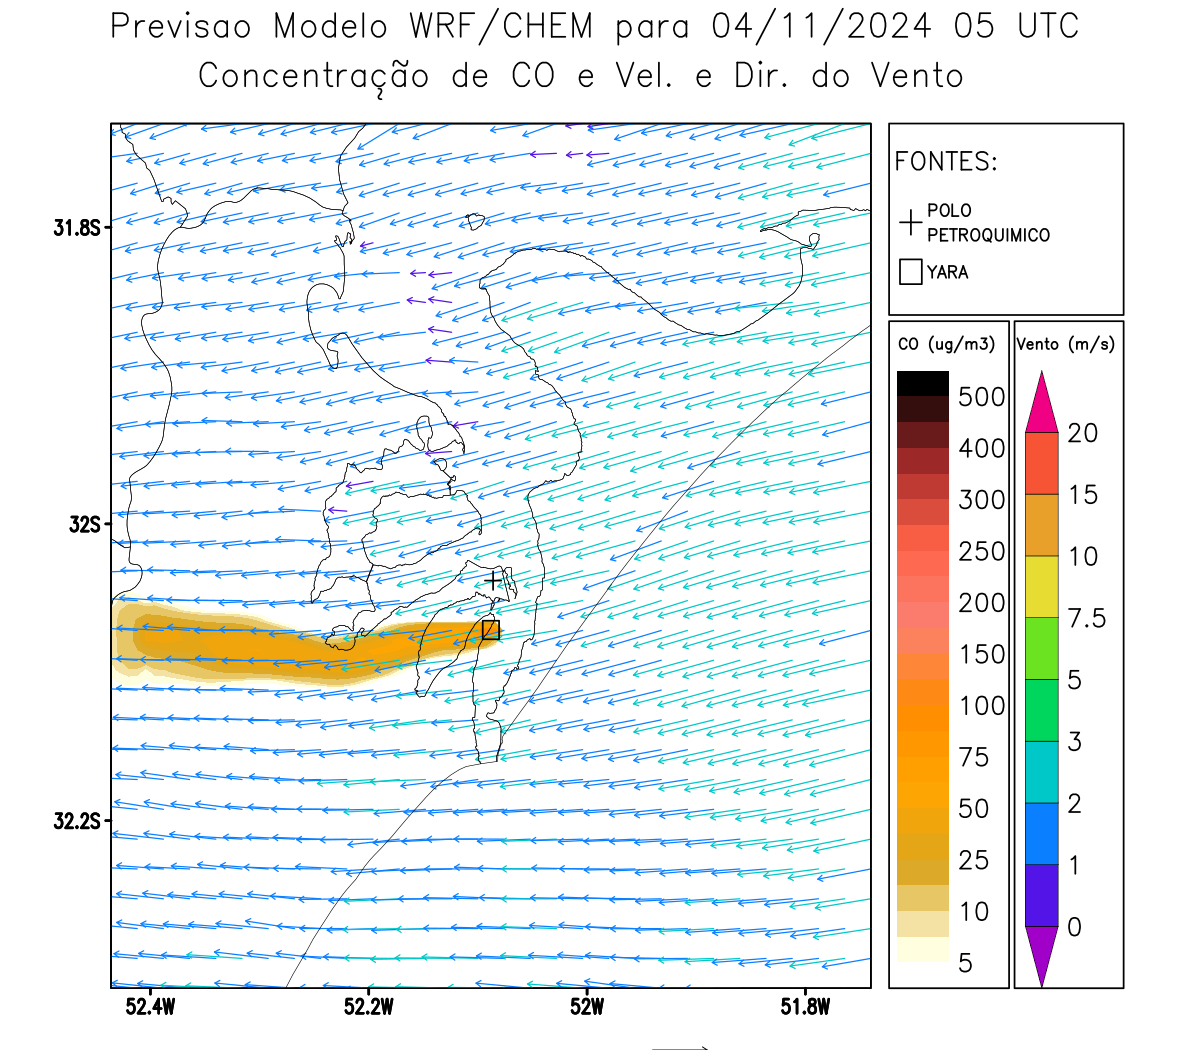 Previsao Modelo WRF/CHEM para 04/11/2024 05 UTC
Concentração de CO e Vel. e Dir. do Vento
FONTES:
POLO
PETROQUIMICO
YARA
CO (ug/m3)
500
400
300
250
200
150
100
75
50
25
10
5
Vento (m/s)
20
15
10
7.5
5
3
2
1
0
31.8S
32S
32.2S
52.4W
52.2W
52W
51.8W